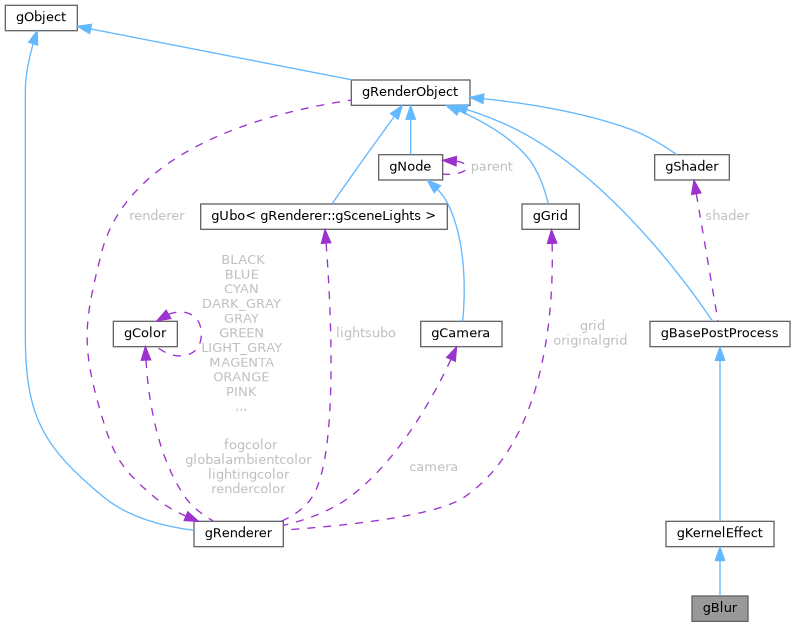 gObject
gRenderObject
gNode
parent
gShader
renderer
gUbo< gRenderer::gSceneLights >
gGrid
shader
BLACK
BLUE
CYAN
DARK_GRAY
GRAY
GREEN
LIGHT_GRAY
MAGENTA
ORANGE
PINK
...
gColor
lightsubo
gCamera
grid
originalgrid
gBasePostProcess
fogcolor
globalambientcolor
lightingcolor
rendercolor
camera
gRenderer
gKernelEffect
gBlur